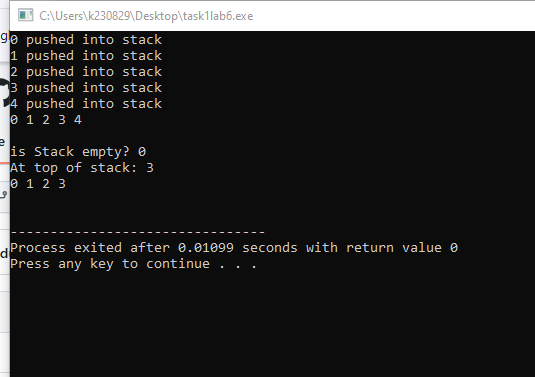 C:\Users\k230829\Desktop\task1lab6.exe
0 pushed into stack
1 pushed into stack
2 pushed into stack
3 pushed into stack
4 pushed into stack
0 1 2 3 4
is Stack empty? 0
At top of stack: 3
0 1 2 3
--------------------------------
Process exited after 0.01099 seconds with return value 0
Press any key to continue . . .